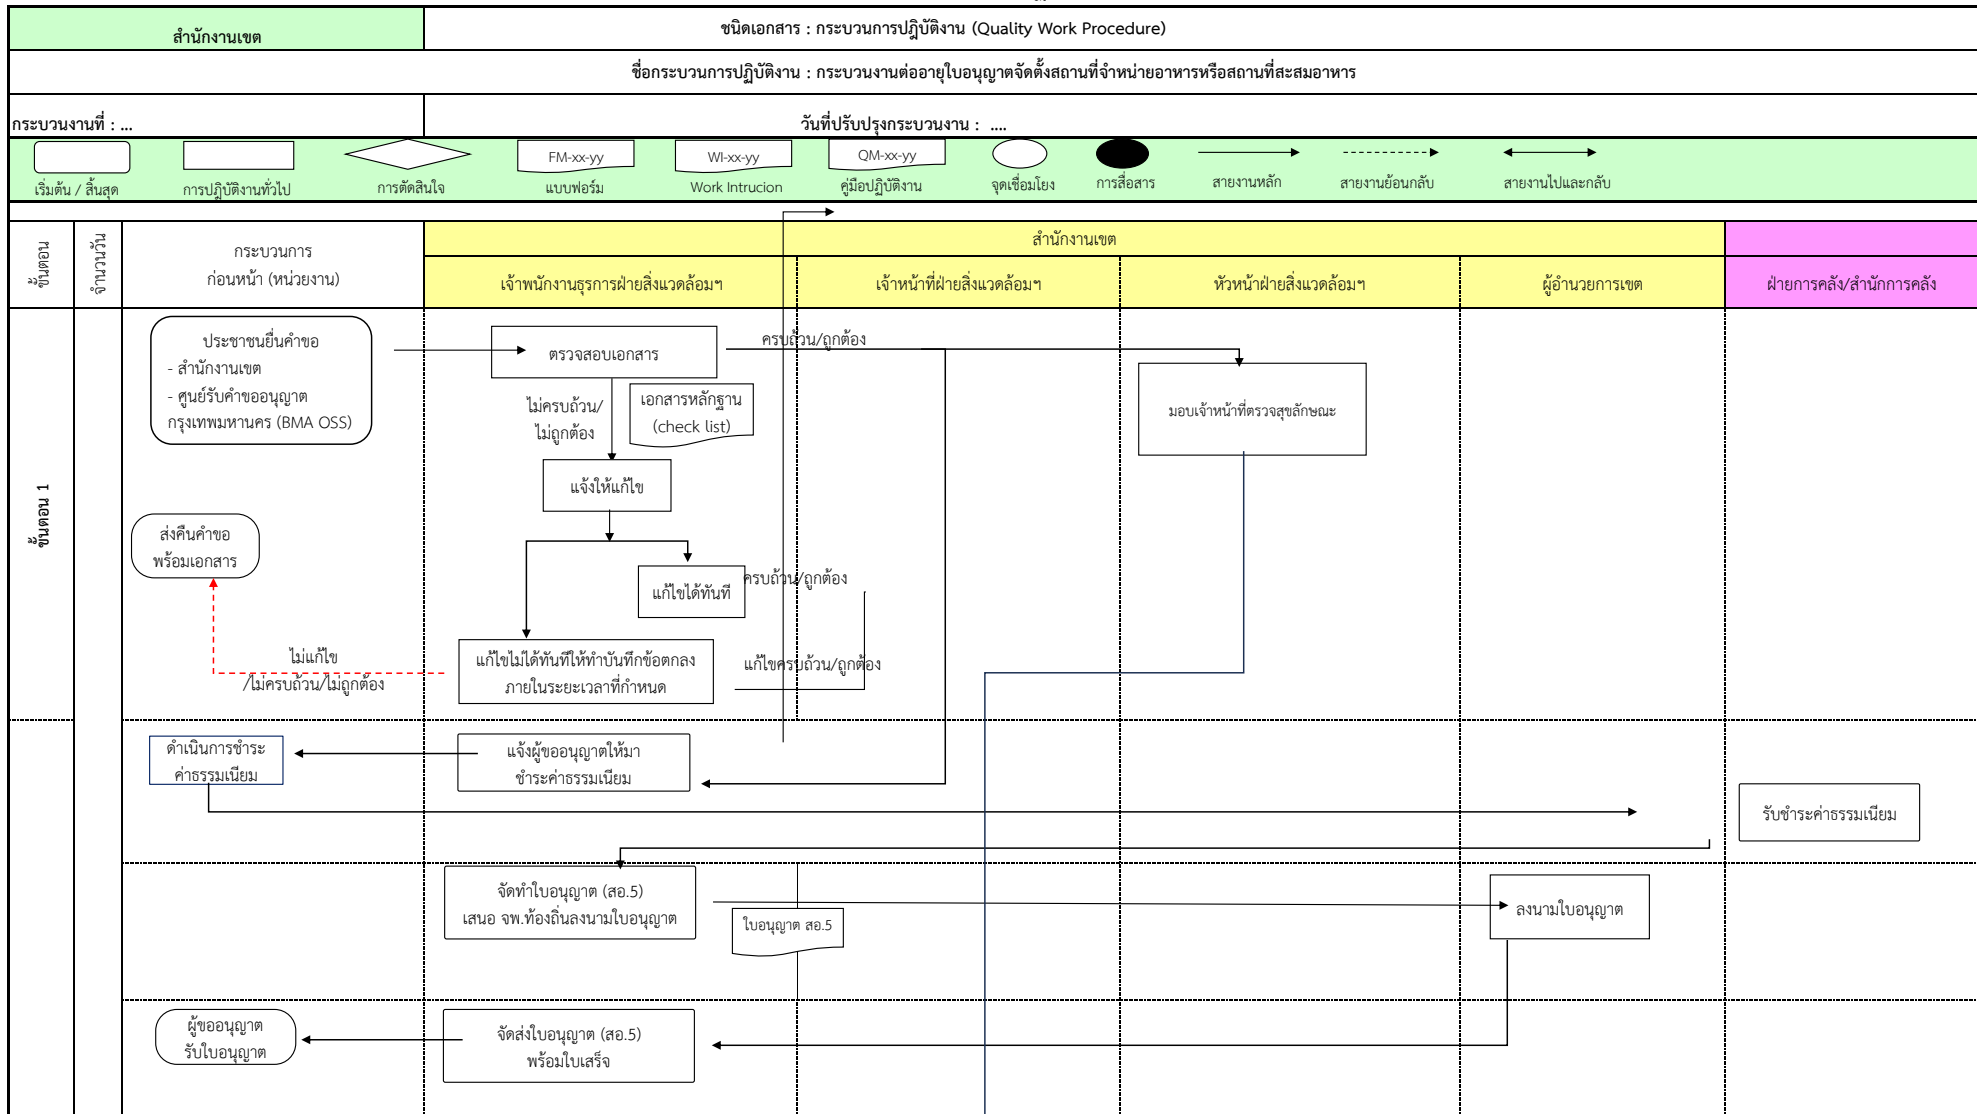 สำนักงานเขต
ชนิดเอกสาร : กระบวนการปฎิบัติงาน (Quality Work Procedure)
ชื่อกระบวนการปฏิบัติงาน : กระบวนงานต่ออายุใบอนุญาตจัดตั้งสถานที่จำหน่ายอาหารหรือสถานที่สะสมอาหาร
กระบวนงานที่ : ...
วันที่ปรับปรุงกระบวนงาน : ....
FM-xx-yy
WI-xx-yy
QM-xx-yy
เริ่มต้น / สิ้นสุด
การปฎิบัติงานทั่วไป
การตัดสินใจ
แบบฟอร์ม
Work Intrucion
คู่มือปฏิบัติงาน
จุดเชื่อมโยง
การสื่อสาร
สายงานหลัก
สายงานย้อนกลับ
สายงานไปและกลับ
ขั้นตอน
จำนวนวัน
กระบวนการ
ก่อนหน้า (หน่วยงาน)
สำนักงานเขต
เจ้าพนักงานธุรการฝ่ายสิ่งแวดล้อมฯ
เจ้าหน้าที่ฝ่ายสิ่งแวดล้อมฯ
หัวหน้าฝ่ายสิ่งแวดล้อมฯ
ผู้อำนวยการเขต
ฝ่ายการคลัง/สำนักการคลัง
ขั้นตอน 1
ประชาชนยื่นคำขอ
- สำนักงานเขต
- ศูนย์รับคำขออนุญาต
กรุงเทพมหานคร (BMA OSS)
ตรวจสอบเอกสาร
ครบถ้วน/ถูกต้อง
ไม่ครบถ้วน/
ไม่ถูกต้อง
เอกสารหลักฐาน
(check list)
มอบเจ้าหน้าที่ตรวจสุขลักษณะ
แจ้งให้แก้ไข
ส่งคืนคำขอ
พร้อมเอกสาร
แก้ไขได้ทันที
ครบถ้วน/ถูกต้อง
ไม่แก้ไข
/ไม่ครบถ้วน/ไม่ถูกต้อง
แก้ไขไม่ได้ทันทีให้ทำบันทึกข้อตกลง
ภายในระยะเวลาที่กำหนด
แก้ไขครบถ้วน/ถูกต้อง
ดำเนินการชำระ
ค่าธรรมเนียม
แจ้งผู้ขออนุญาตให้มา
ชำระค่าธรรมเนียม
รับชำระค่าธรรมเนียม
จัดทำใบอนุญาต (สอ.5)
เสนอ จพ.ท้องถิ่นลงนามใบอนุญาต
ใบอนุญาต สอ.5
ลงนามใบอนุญาต
ผู้ขออนุญาต
รับใบอนุญาต
จัดส่งใบอนุญาต (สอ.5)
พร้อมใบเสร็จ